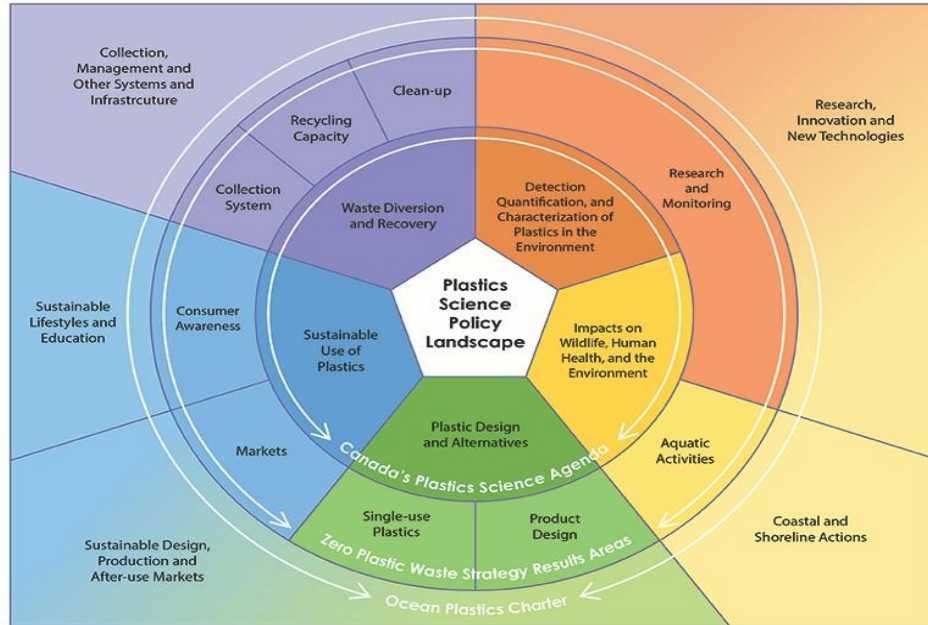 Collection,
Management and
Other Systems and
Infrastrcuture
Clean-up
Recycling
Capacity
Collection
System
Waste Diversion
and Recovery
Detection
Quantification, and
Characterization of
Plastics in the
Environment
Research
and
Monitoring
Research,
Innovation and
New Technologies
Plastics
Science
Policy
Landscape
Sustainable
Lifestyles and
Education
Consumer
Awareness
Sustainable
Use of
Plastics
Impacts on
Wildlife, Human
Health, and the
Environment
Plastic Design
and Alternatives
Markets
Aquatic
Activities
Canada's Plastics Science Agenda
Single-use
Plastics
Product
Design
Zero Plastic Waste Strategy Results Areas
Sustainable Design,
Production and
After-use Markets
Coastal and
Shoreline Actions
Ocean Plastics Charter